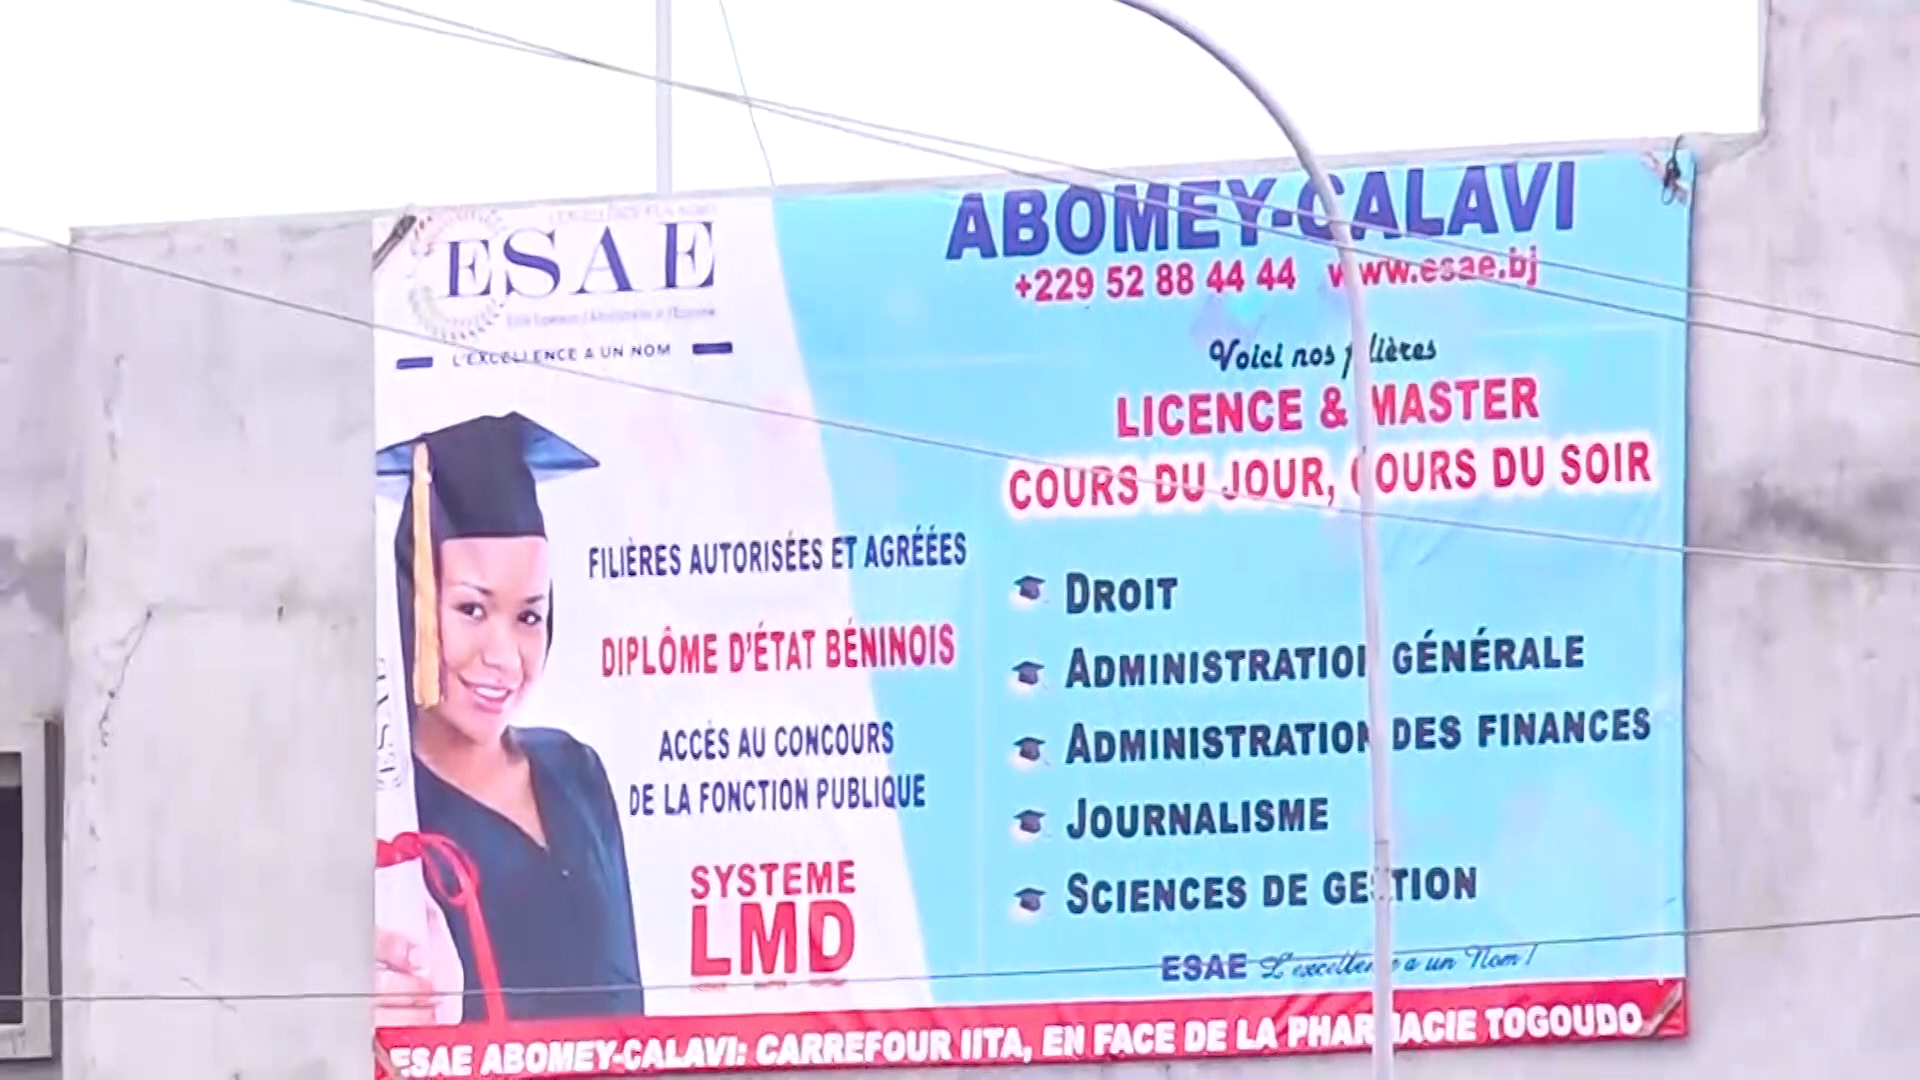 ESAE
L'EXCELLENCE A UN NOM
FILIÈRES AUTORISÉES ET AGRÉÉES
DIPLÔME D'ÉTAT BÉNINOIS
ACCÈS AU CONCOURS
DE LA FONCTION PUBLIQUE
SYSTEME
LMD
ABOMEY-CALAVI
+229 52 88 44 44 www.esae.bj
Voici nos filières
LICENCE & MASTER
COURS DU JOUR, COURS DU SOIR
DROIT
ADMINISTRATION GÉNÉRALE
ADMINISTRATION DES FINANCES
JOURNALISME
SCIENCES DE GESTION
ESAE L'excellence a un Nom !
ESAE ABOMEY-CALAVI: CARREFOUR IITA, EN FACE DE LA PHARMACIE TOGOUDO
ESAE